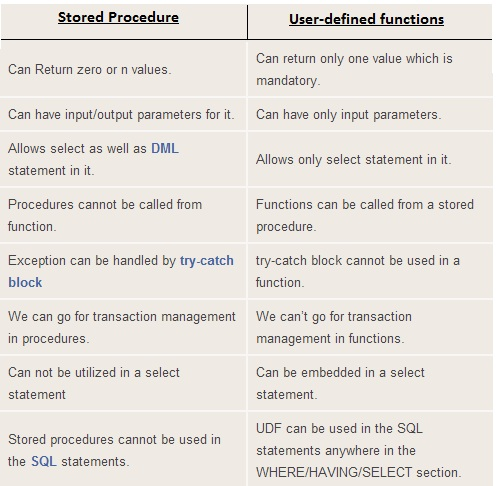 Stored Procedure
User-defined functions
Can Return zero or n values.
Can return only one value which is
mandatory.
Can have input/output parameters for it.
Can have only input parameters.
Allows select as well as DML
statement in it.
Allows only select statement in it.
Procedures cannot be called from
function.
Functions can be called from a stored
procedure.
Exception can be handled by try-catch
block
try-catch block cannot be used in a
function.
We can go for transaction management
in procedures.
We can't go for transaction
management in functions.
Can not be utilized in a select
statement
Can be embedded in a select
statement.
Stored procedures cannot be used in
the SQL statements.
UDF can be used in the SQL
statements anywhere in the
WHERE/HAVING/SELECT section.